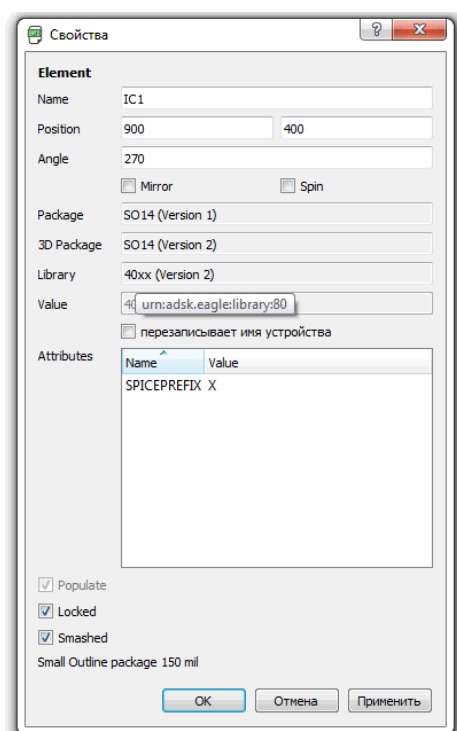 Свойства
Element
Name IC1
Position 900 400
Angle 270
Mirror Spin
Package SO14 (Version 1)
3D Package SO14 (Version 2)
Library 40xx (Version 2)
Value urn:adsk.eagle:library:80
перезаписывает имя устройства
Attributes Name Value
SPICEPREFIX X
Populate
Locked
Smashed
Small Outline package 150 mil
OK Отмена Применить